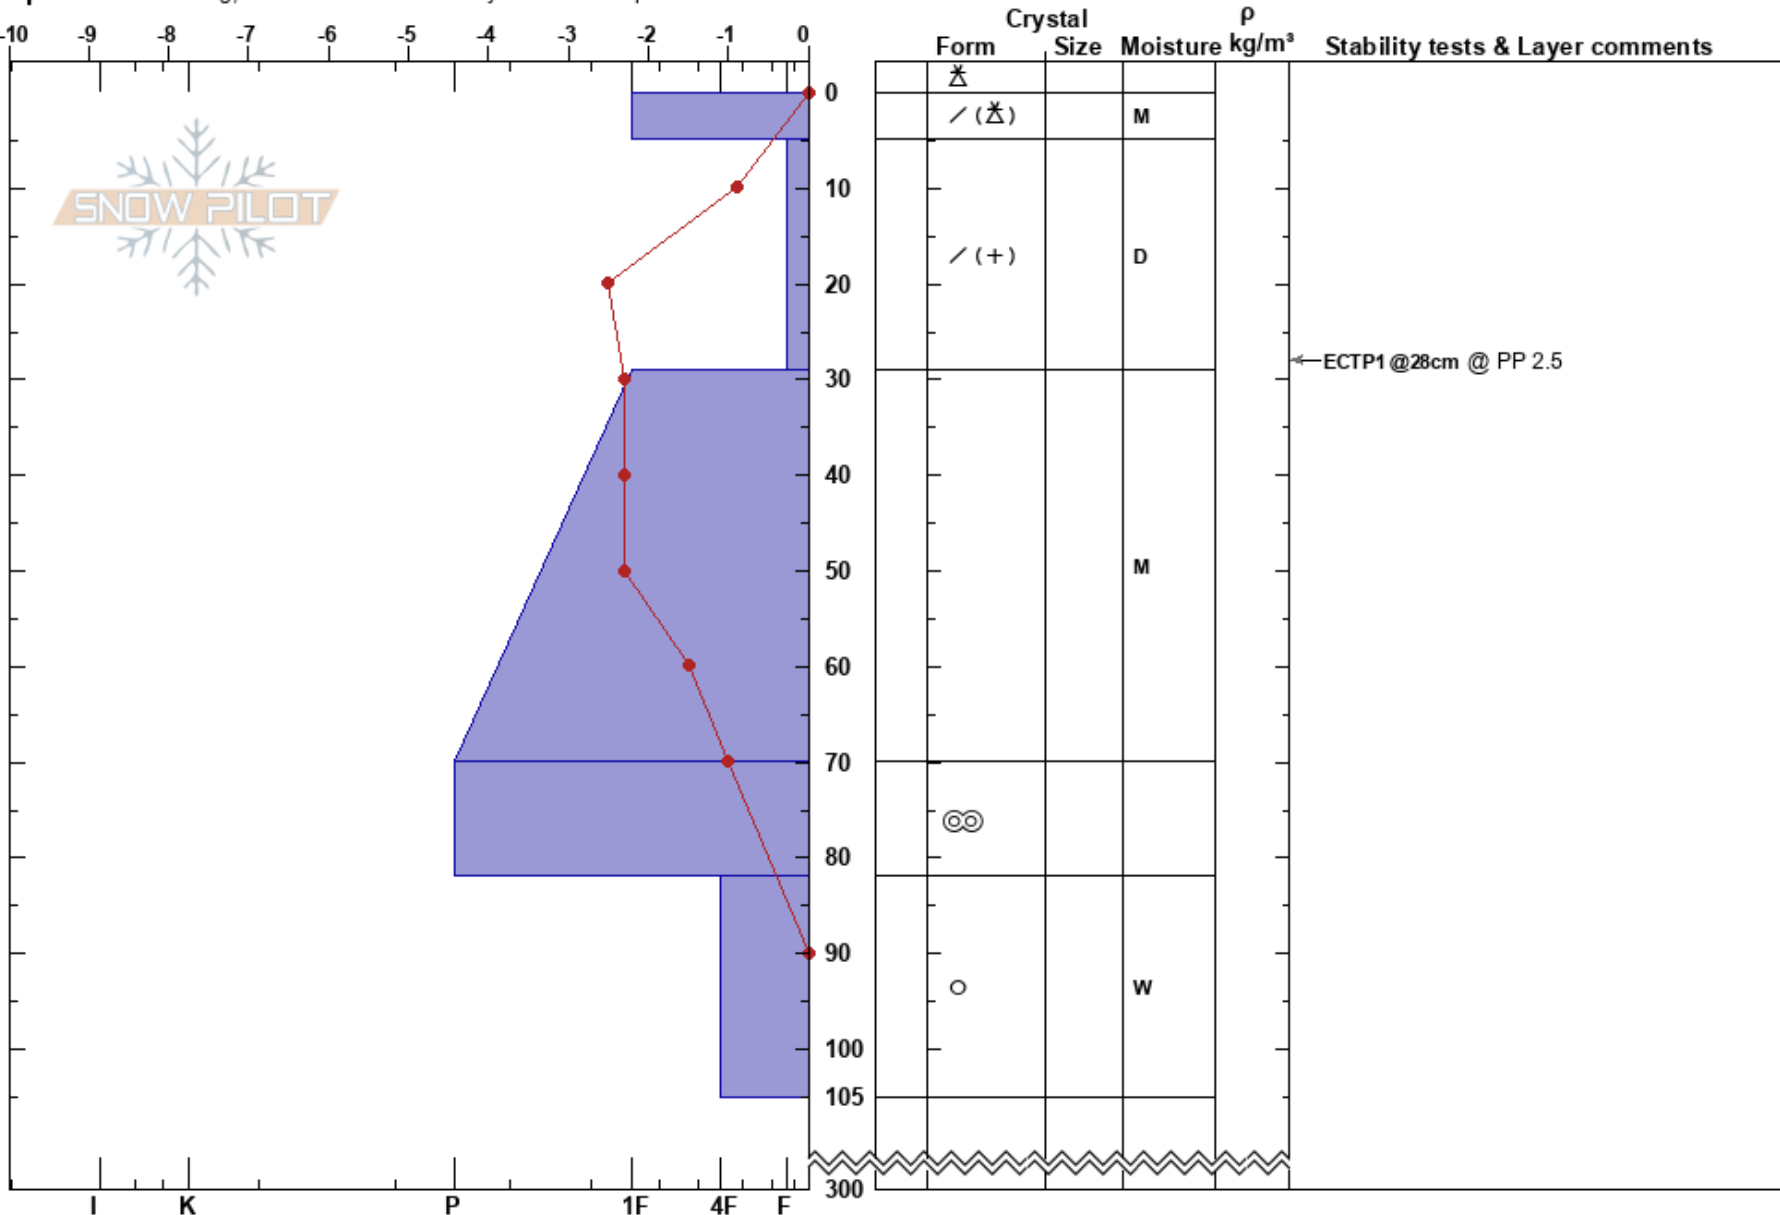 -10 -9 -8 -7 -6 -5 -4 -3 -2 -1 0
Crystal ρ
Form Size Moisture kg/m³ Stability tests & Layer comments
0
M
10
SNOW PILOT
(+) D
20
ECTP1 @28cm @ PP 2.5
30
40
50
M
60
70
80
90
W
100
105
300
I K P 1F 4F F